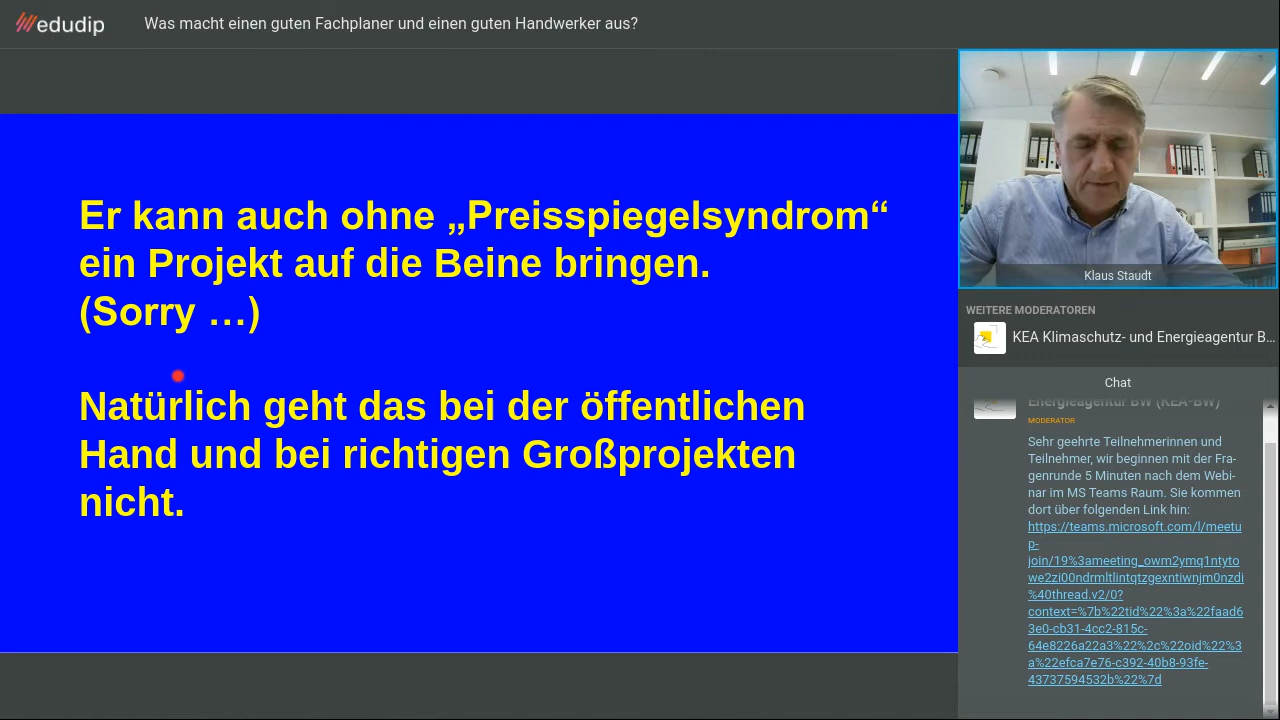 edudip
Was macht einen guten Fachplaner und einen guten Handwerker aus?
Er kann auch ohne „Preisspiegelsyndrom“
ein Projekt auf die Beine bringen.
(Sorry …)
Natürlich geht das bei der öffentlichen
Hand und bei richtigen Großprojekten
nicht.
Klaus Staudt
WEITERE MODERATOREN
KEA Klimaschutz- und Energieagentur B…
Chat
Energieagentur BW (KEA-BW)
MODERATOR
Sehr geehrte Teilnehmerinnen und
Teilnehmer, wir beginnen mit der Fra-
genrunde 5 Minuten nach dem Webi-
nar im MS Teams Raum. Sie kommen
dort über folgenden Link hin:
https://teams.microsoft.com/l/meetu
p-
join/19%3ameeting_owm2ymq1ntyto
we2zi00ndrmltlintqtzgexntiwnjm0nzdi
%40thread.v2/0?
context=%7b%22tid%22%3a%22faad6
3e0-cb31-4cc2-815c-
64e8226a22a3%22%2c%22oid%22%3
a%22efca7e76-c392-40b8-93fe-
43737594532b%22%7d